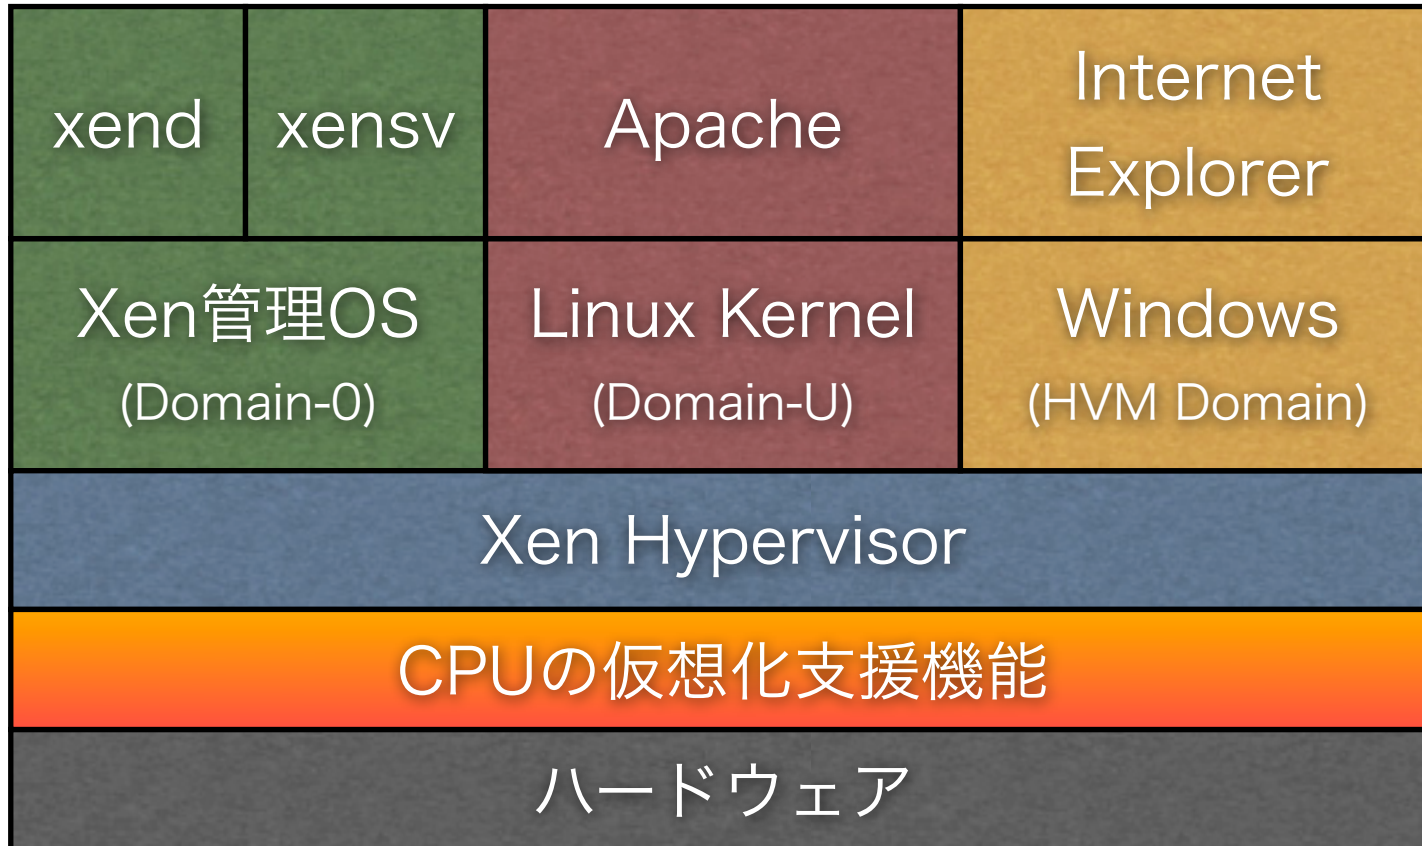 xend
xensv
Apache
Internet
Explorer
Xen管理OS
(Domain-0)
Linux Kernel
(Domain-U)
Windows
(HVM Domain)
Xen Hypervisor
CPUの仮想化支援機能
ハードウェア